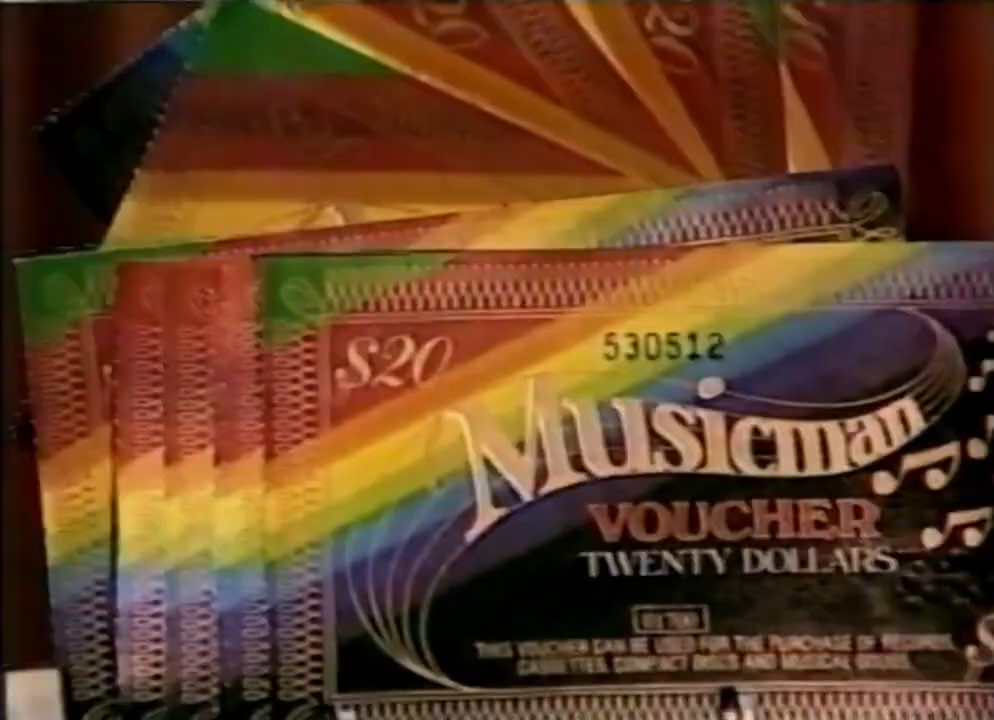 $20
530512
Musicman
VOUCHER
TWENTY DOLLARS
THIS VOUCHER CAN BE USED FOR THE PURCHASE OF RECORDS,
CASSETTES, COMPACT DISCS AND MUSICAL GOODS